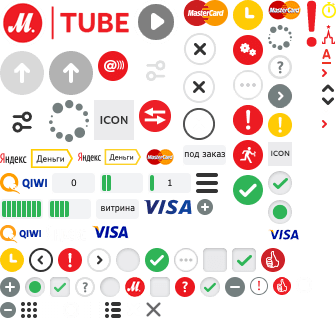 M. | TUBE
MasterCard
MasterCard
@)))
?
ICON
Яндекс Деньги
Яндекс Деньги
MasterCard
под заказ
ICON
QIWI
0
1
витрина
VISA
QIWI
VISA
VISA
?
M.
?